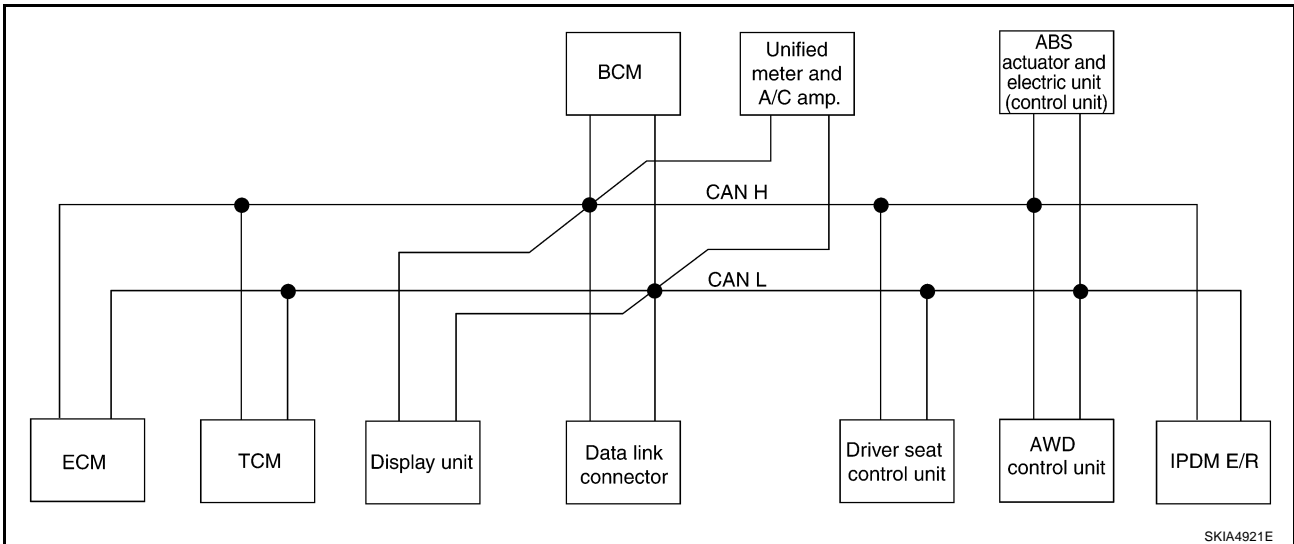 BCM
Unified
meter and
A/C amp.
ABS
actuator and
electric unit
(control unit)
CAN H
CAN L
ECM
TCM
Display unit
Data link
connector
Driver seat
control unit
AWD
control unit
IPDM E/R
SKIA4921E